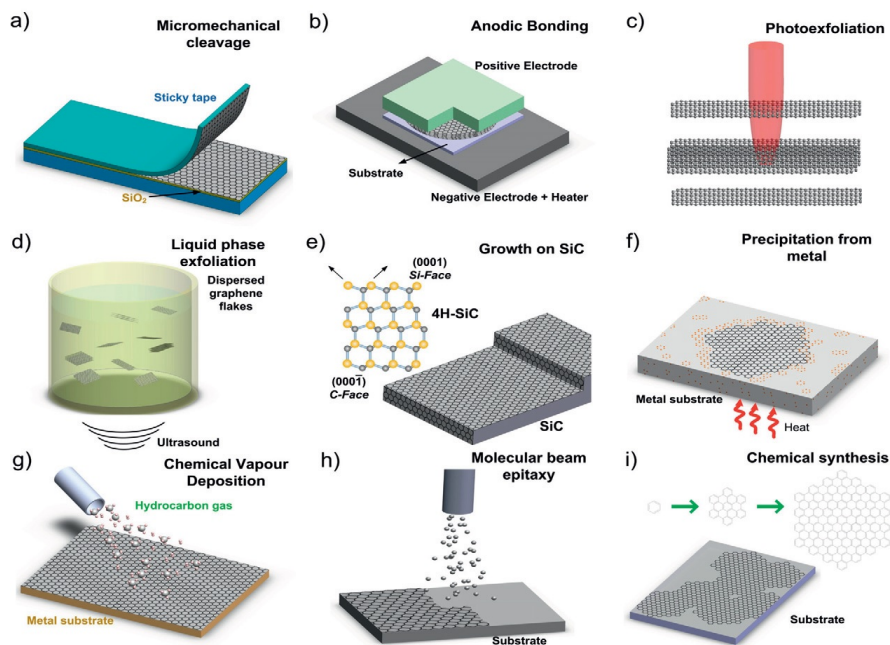 a)
Micromechanical
cleavage
Sticky tape
SiO₂
b)
Anodic Bonding
Positive Electrode
Substrate
Negative Electrode + Heater
c)
Photoexfoliation
d)
Liquid phase
exfoliation
Dispersed
graphene
flakes
Ultrasound
e)
Growth on SiC
(0001)
Si-Face
4H-SiC
(0001̅)
C-Face
SiC
f)
Precipitation from
metal
Metal substrate
Heat
g)
Chemical Vapour
Deposition
Hydrocarbon gas
Metal substrate
h)
Molecular beam
epitaxy
Substrate
i)
Chemical synthesis
Substrate